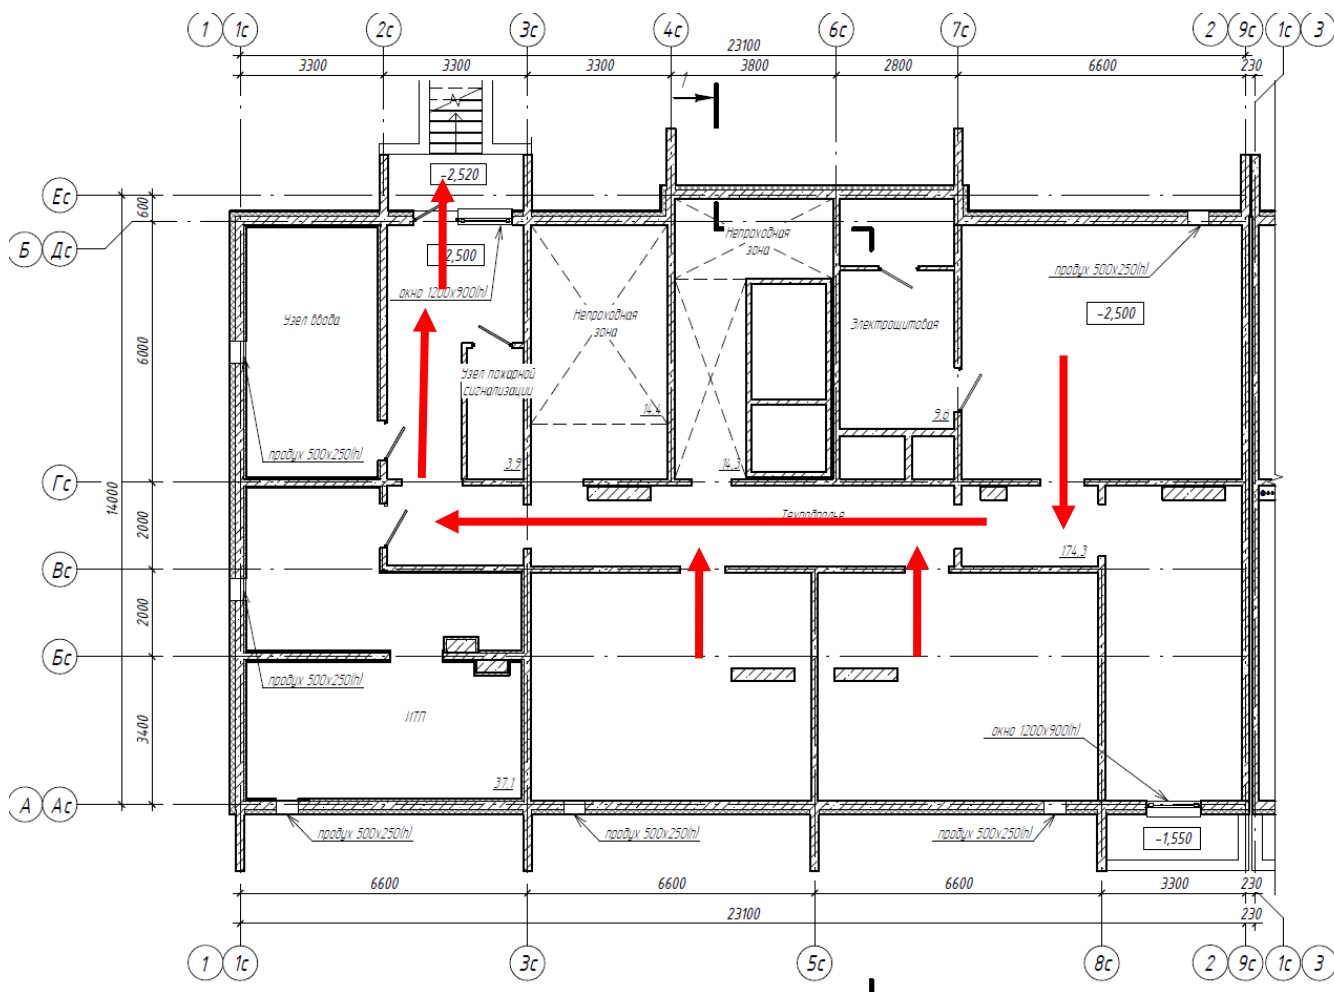 1 1с 2с 3с 4с 6с 7с 2 9с 1с 3
23100
3300 3300 3300 3800 2800 6600 230
1
-2,520
Ес
600
Б Дс
-2,500
окно 1200х900(h)
Непроходная
зона
продух 500х250(h)
-2,500
Узел ввода
Непроходная
зона
Электрощитовая
6000
Узел пожарной
сигнализации
14.4
9.6
продух 500х250(h)
3.9
14.3
Гс
14000
2000
Техподполье
174.3
Вс
2000
Бс
продух 500х250(h)
ИТП
3400
окно 1200х900(h)
37.1
А Ас
продух 500х250(h)
продух 500х250(h)
продух 500х250(h)
-1,550
6600 6600 6600 3300 230
23100 230
1 1с 3с 5с 8с 2 9с 1с 3